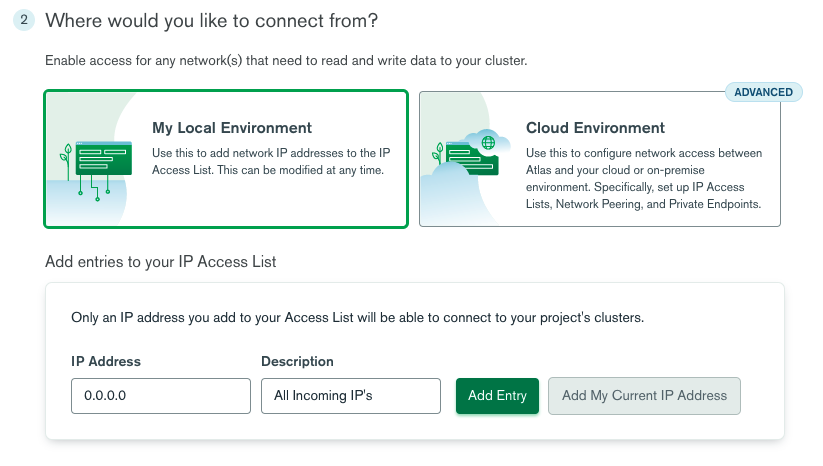 2 Where would you like to connect from?
Enable access for any network(s) that need to read and write data to your cluster.
My Local Environment
Use this to add network IP addresses to the IP
Access List. This can be modified at any time.
ADVANCED
Cloud Environment
Use this to configure network access between
Atlas and your cloud or on-premise
environment. Specifically, set up IP Access
Lists, Network Peering, and Private Endpoints.
Add entries to your IP Access List
Only an IP address you add to your Access List will be able to connect to your project's clusters.
IP Address Description
0.0.0.0 All Incoming IP's Add Entry Add My Current IP Address